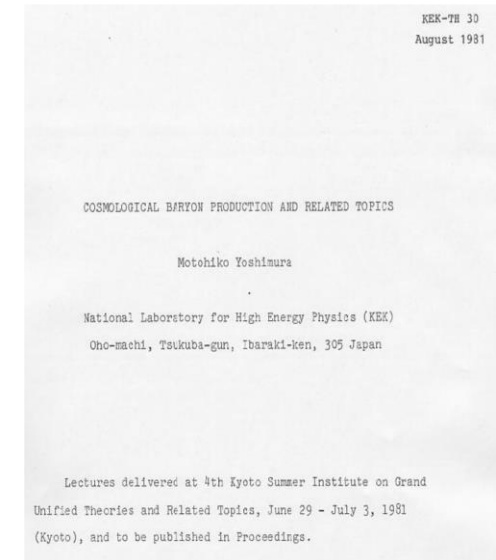 KEK-TH 30
August 1981
COSMOLOGICAL BARYON PRODUCTION AND RELATED TOPICS
Motohiko Yoshimura
National Laborstory for High Energy Physics (KEK)
Oho-machi, Tsukuba-gun, Ibaraki-ken, 305 Japan
Lectures delivered at 4th Kyoto Summer Institute on Grand
Unified Theories and Related Topics, June 29 - July 3, 1981
(Kyoto), and to be published in Proceedings.